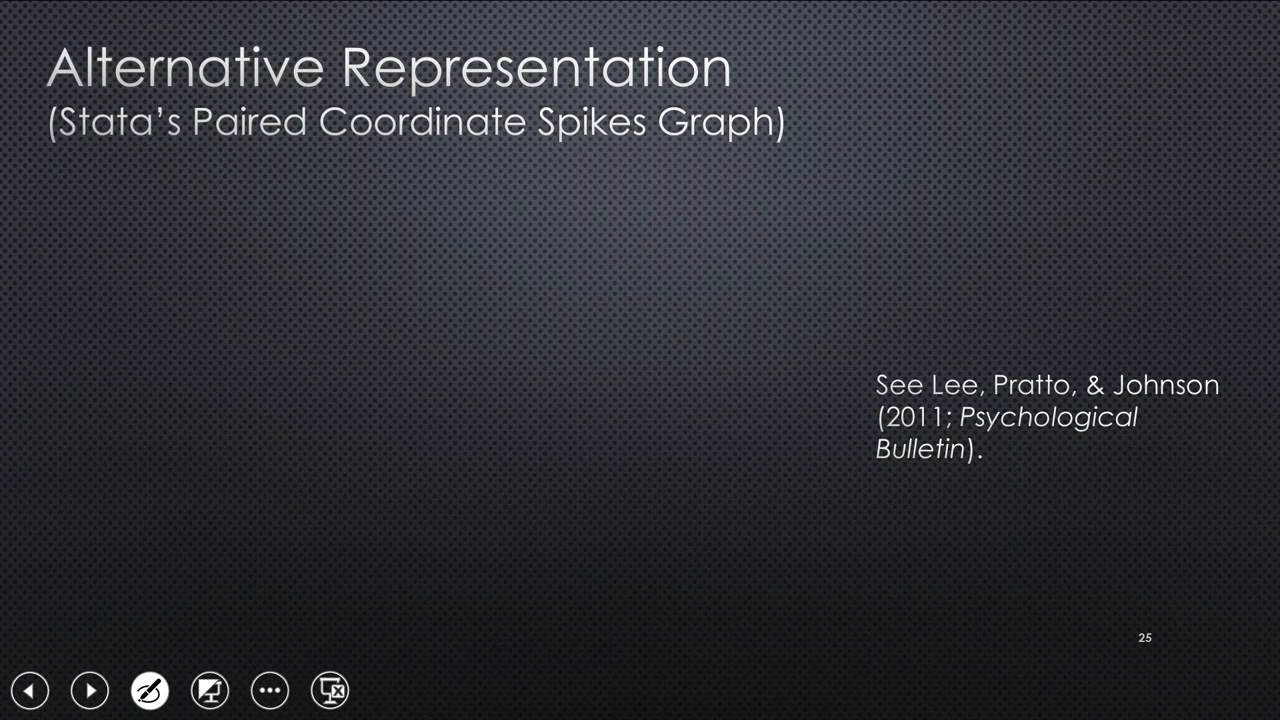 Alternative Representation
(Stata’s Paired Coordinate Spikes Graph)
See Lee, Pratto, & Johnson
(2011; Psychological
Bulletin).
25